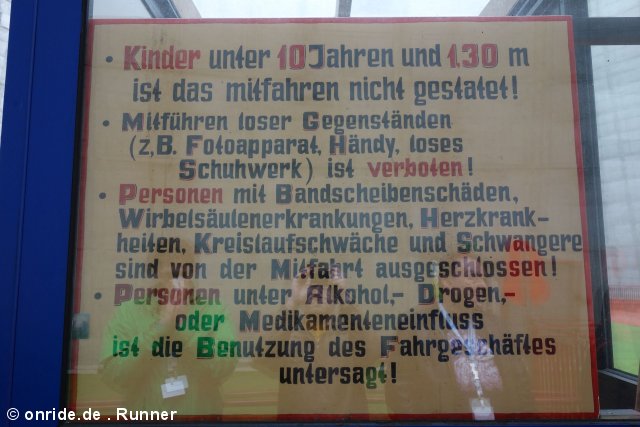 • Kinder unter 10 Jahren und 1.30 m
ist das mitfahren nicht gestatet!
• Mitführen loser Gegenständen
(z,B. Fotoapparat, Händy, loses
Schuhwerk) ist verboten!
• Personen mit Bandscheibenschäden,
Wirbelsäulenerkrankungen, Herzkrank-
heiten, Kreislaufschwäche und Schwangere
sind von der Mitfahrt ausgeschlossen!
• Personen unter Alkohol,- Drogen,-
oder Medikamenteneinfluss
ist die Benutzung des Fahrgeschäftes
untersagt!
© onride.de . Runner